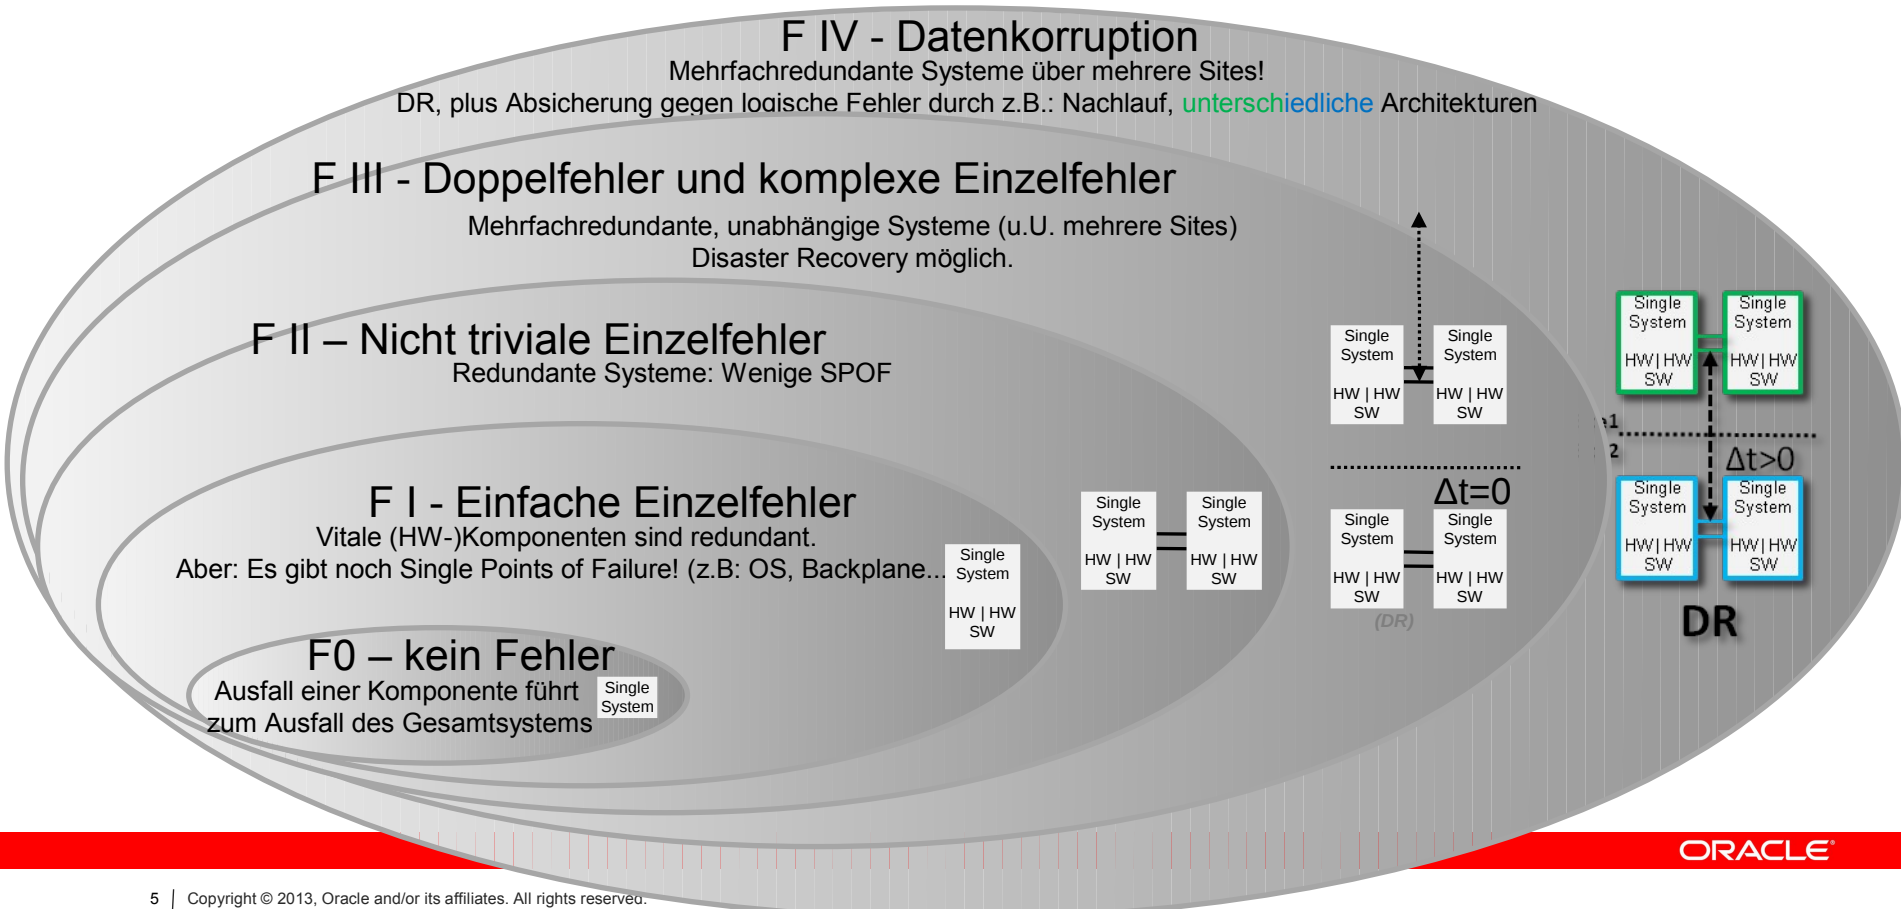 F IV - Datenkorruption
Mehrfachredundante Systeme über mehrere Sites!
DR, plus Absicherung gegen logische Fehler durch z.B.: Nachlauf, unterschiedliche Architekturen
F III - Doppelfehler und komplexe Einzelfehler
Mehrfachredundante, unabhängige Systeme (u.U. mehrere Sites)
Disaster Recovery möglich.
F II – Nicht triviale Einzelfehler
Redundante Systeme: Wenige SPOF
F I - Einfache Einzelfehler
Vitale (HW-)Komponenten sind redundant.
Aber: Es gibt noch Single Points of Failure! (z.B: OS, Backplane...
F0 – kein Fehler
Ausfall einer Komponente führt
zum Ausfall des Gesamtsystems
Single
System
Single
System
HW | HW
SW
Single
System
HW | HW
SW
Single
System
HW | HW
SW
Single
System
HW | HW
SW
Single
System
HW | HW
SW
Δt=0
Single
System
HW | HW
SW
Single
System
HW | HW
SW
(DR)
Single
System
HW | HW
SW
Single
System
HW | HW
SW
e1
2
Δt>0
Single
System
HW | HW
SW
Single
System
HW | HW
SW
DR
ORACLE®
5 | Copyright © 2013, Oracle and/or its affiliates. All rights reserved.